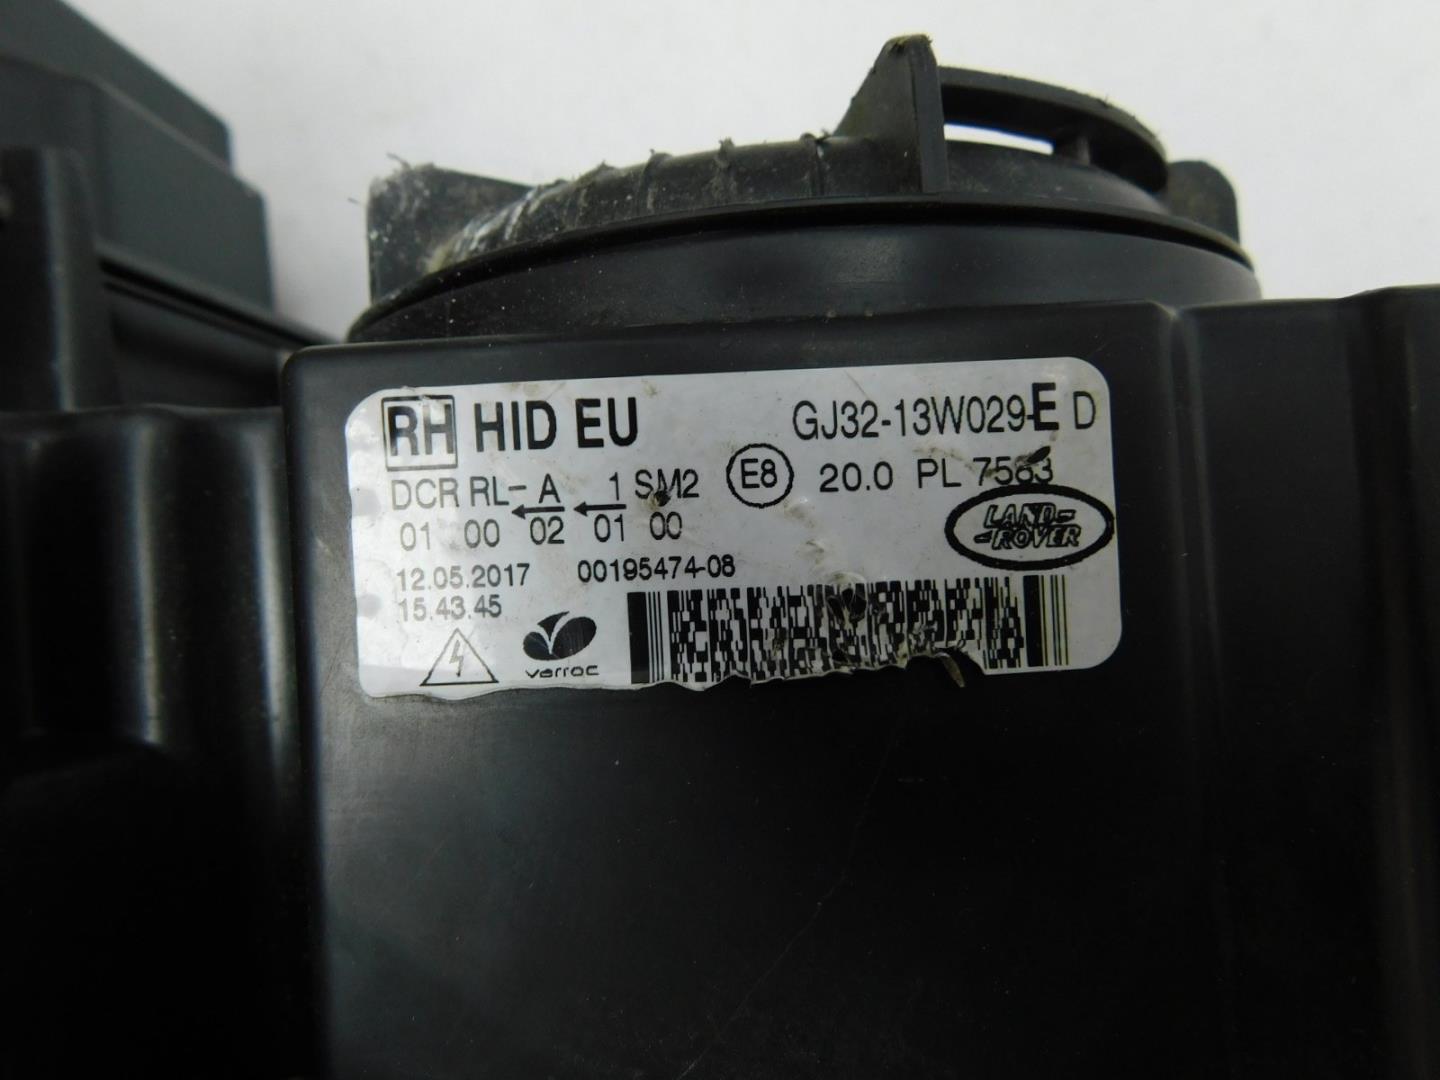 RH HID EU GJ32-13W029-E D
DCR RL- A 1 SM2 E8 20.0 PL 7583
01 00 02 01 00
LAND-
-ROVER
12.05.2017 00195474-08
15.43.45
varroc